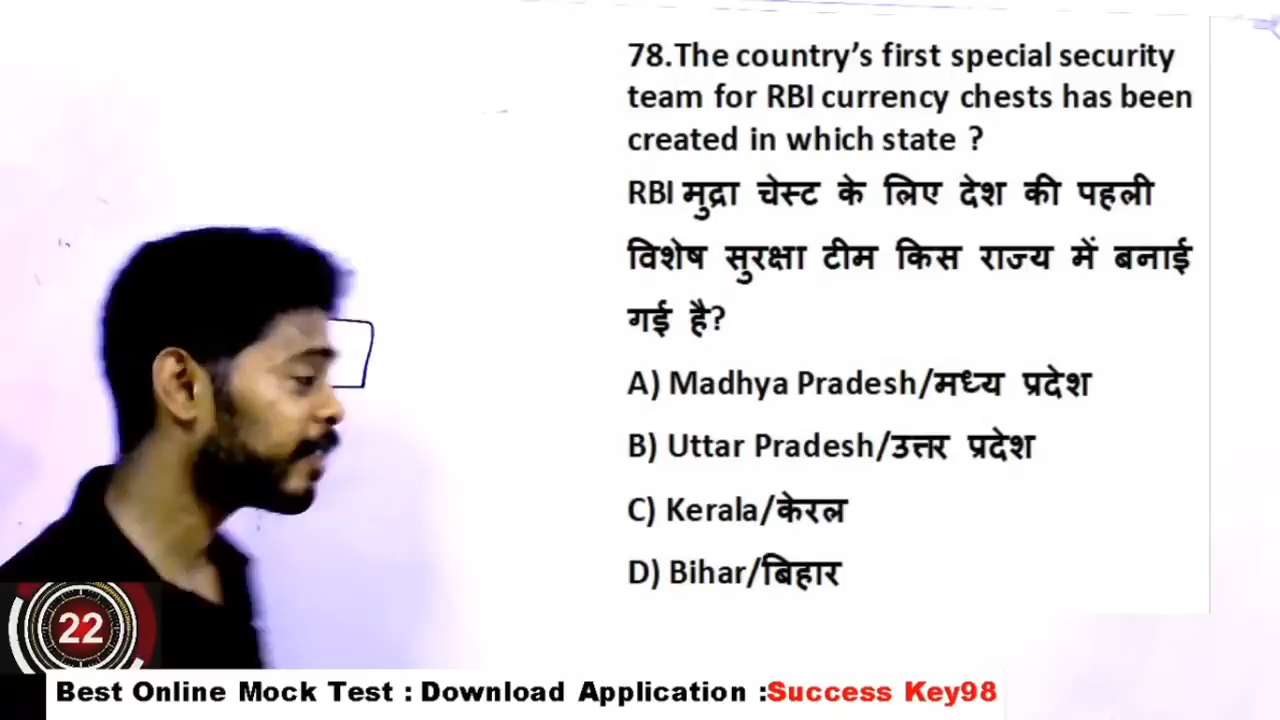 78.The country's first special security
team for RBI currency chests has been
created in which state ?
RBI मुद्रा चेस्ट के लिए देश की पहली
विशेष सुरक्षा टीम किस राज्य में बनाई
गई है?
A) Madhya Pradesh/मध्य प्रदेश
B) Uttar Pradesh/उत्तर प्रदेश
C) Kerala/केरल
D) Bihar/बिहार
22
Best Online Mock Test : Download Application :Success Key98